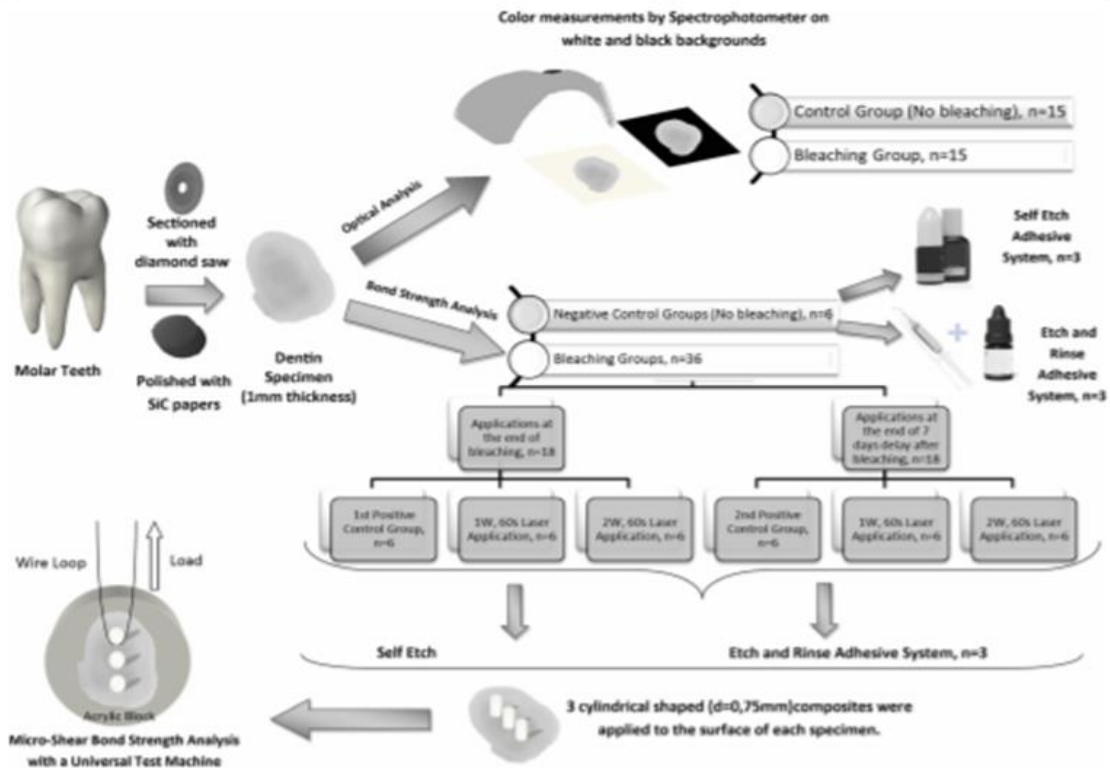 Color measurements by Spectrophotometer on
white and black backgrounds
Control Group (No bleaching), n=15
Bleaching Group, n=15
Optical Analysis
Sectioned
with
diamond saw
Molar Teeth
Polished with
SiC papers
Dentin
Specimen
(1mm thickness)
Bond Strength Analysis
Negative Control Groups (No bleaching), n=6
Bleaching Groups, n=36
Self Etch
Adhesive
System, n=3
+
Etch and
Rinse
Adhesive
System, n=3
Applications at
the end of
bleaching, n=18
Applications at
the end of 7
days delay after
bleaching, n=18
1st Positive
Control Group,
n=6
1W, 60s Laser
Application, n=6
2W, 60s Laser
Application, n=6
2nd Positive
Control Group,
n=6
1W, 60s Laser
Application, n=6
2W, 60s Laser
Application, n=6
Self Etch
Etch and Rinse Adhesive System, n=3
3 cylindrical shaped (d=0,75mm)composites were
applied to the surface of each specimen.
Wire Loop
Load
Acrylic Block
Micro-Shear Bond Strength Analysis
with a Universal Test Machine